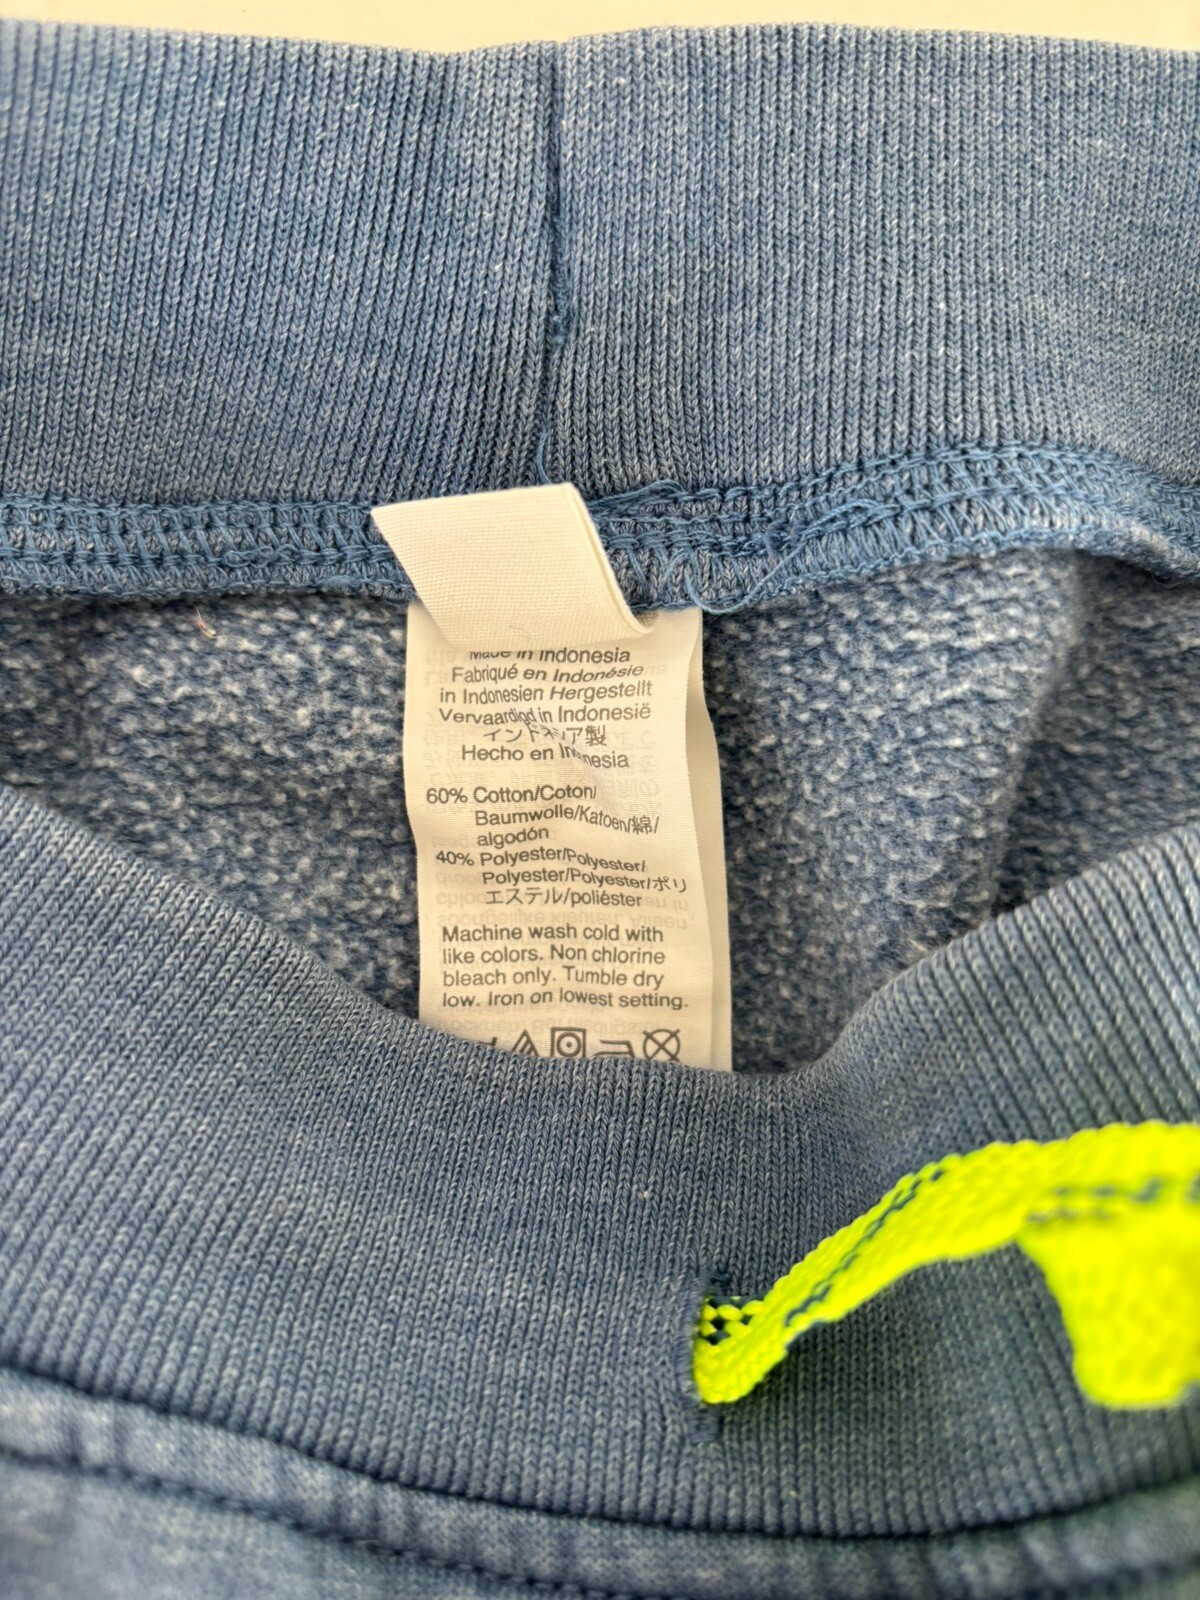 Made in Indonesia
Fabriqué en Indonésie
in Indonesien Hergestellt
Vervaardigd in Indonesië
インドネシア製
Hecho en Indonesia
60% Cotton/Coton/
Baumwolle/Katoen/綿/
algodón
40% Polyester/Polyester/
Polyester/Polyester/ポリ
エステル/poliéster
Machine wash cold with
like colors. Non chlorine
bleach only. Tumble dry
low. Iron on lowest setting.